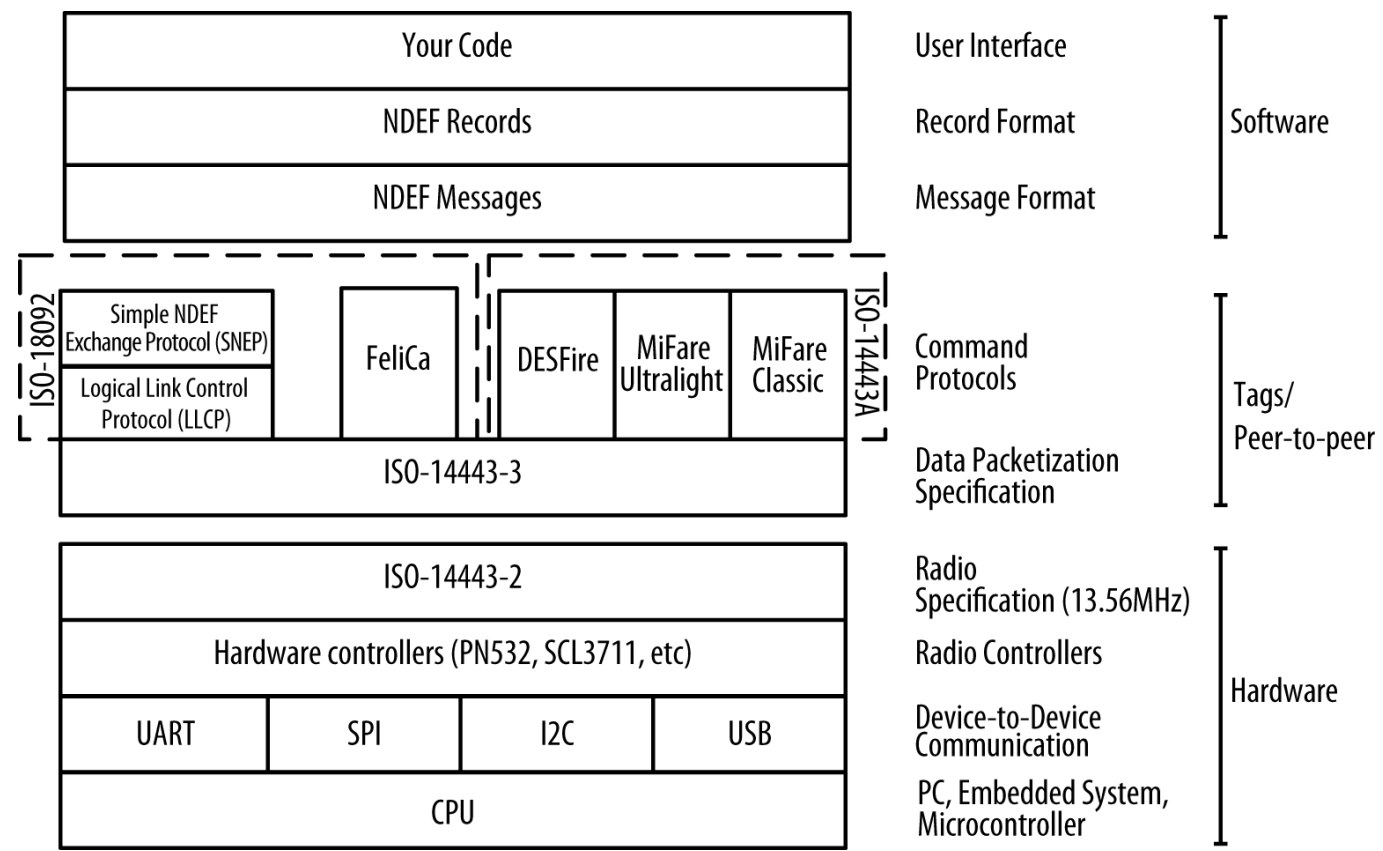 Your Code
User Interface
NDEF Records
Record Format
Software
NDEF Messages
Message Format
ISO-18092
Simple NDEF
Exchange Protocol (SNEP)
Logical Link Control
Protocol (LLCP)
FeliCa
DESFire
MiFare
Ultralight
MiFare
Classic
ISO-14443A
Command
Protocols
Tags/
Peer-to-peer
ISO-14443-3
Data Packetization
Specification
ISO-14443-2
Radio
Specification (13.56MHz)
Hardware controllers (PN532, SCL3711, etc)
Radio Controllers
Hardware
UART
SPI
I2C
USB
Device-to-Device
Communication
CPU
PC, Embedded System,
Microcontroller